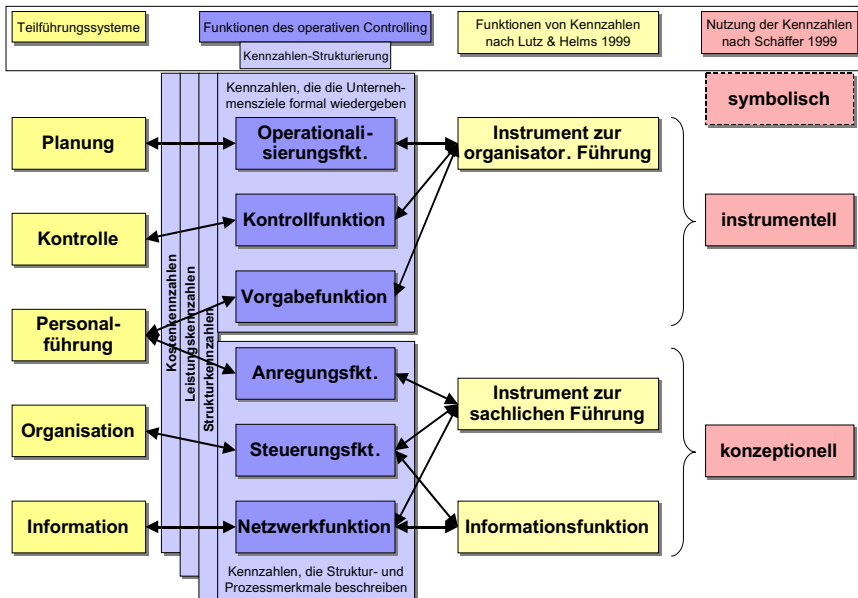 Teilführungssysteme
Funktionen des operativen Controlling
Kennzahlen-Strukturierung
Funktionen von Kennzahlen
nach Lutz & Helms 1999
Nutzung der Kennzahlen
nach Schäffer 1999
Kennzahlen, die die Unterneh-
mensziele formal wiedergeben
symbolisch
Planung
Operationali-
sierungsfkt.
Instrument zur
organisator. Führung
Kontrolle
Kontrollfunktion
instrumentell
Vorgabefunktion
Personal-
führung
Kostenkennzahlen
Leistungskennzahlen
Strukturkennzahlen
Anregungsfkt.
Instrument zur
sachlichen Führung
Organisation
Steuerungsfkt.
konzeptionell
Information
Netzwerkfunktion
Informationsfunktion
Kennzahlen, die Struktur- und
Prozessmerkmale beschreiben